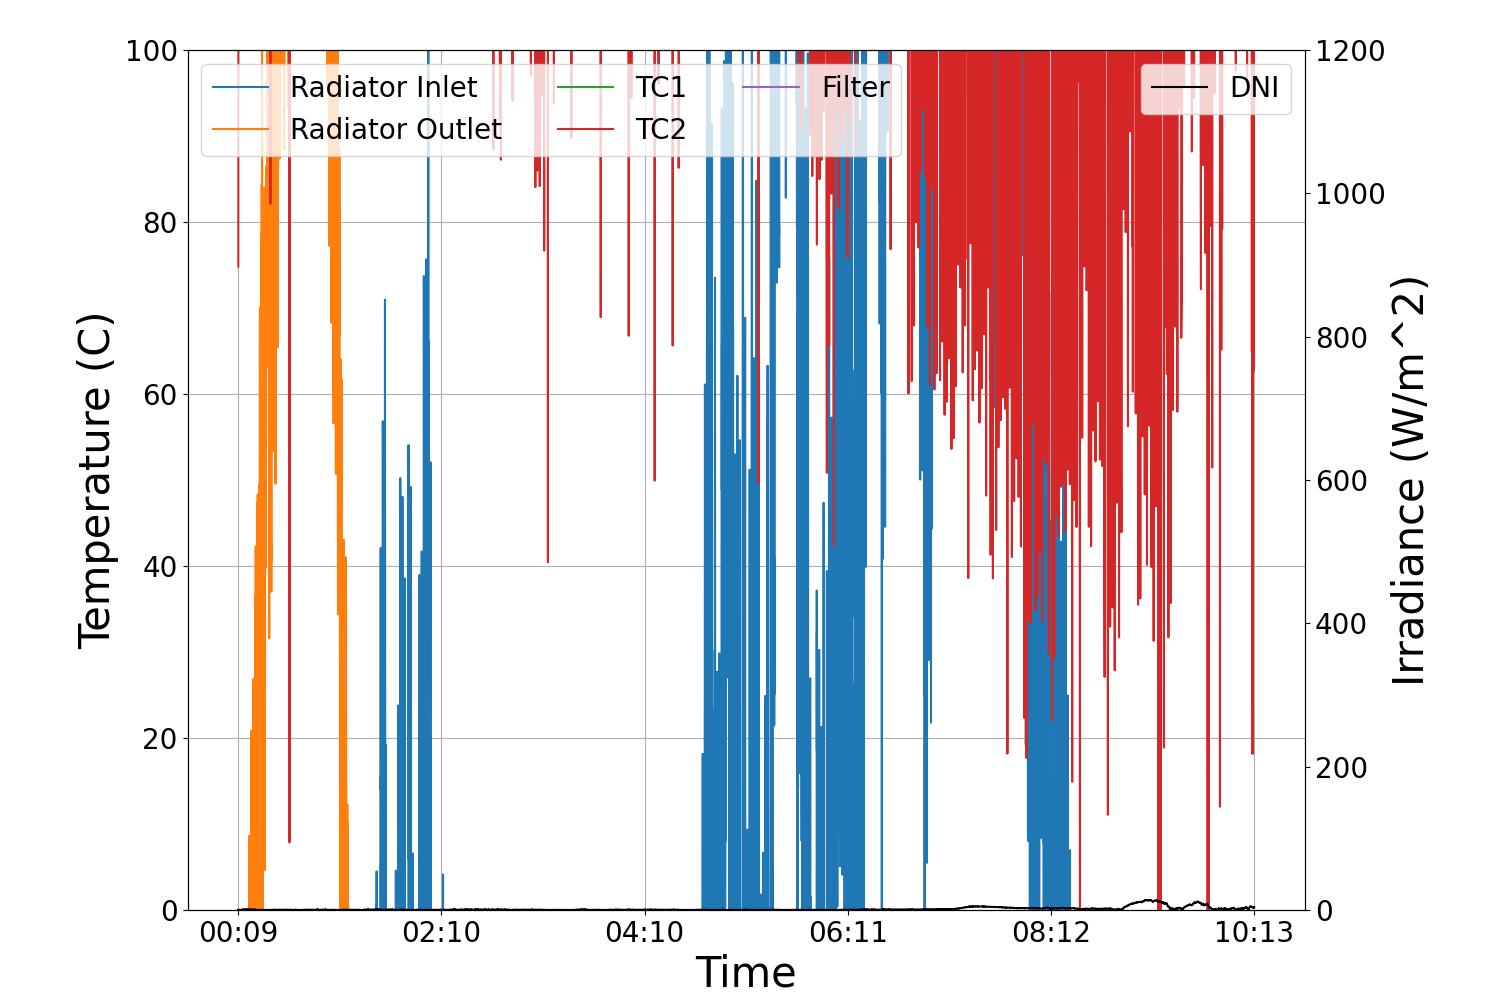 100
80
60
40
20
0
Temperature (C)
Radiator Inlet
Radiator Outlet
TC1
TC2
Filter
DNI
1200
1000
800
600
400
200
0
Irradiance (W/m^2)
00:09 02:10 04:10 06:11 08:12 10:13
Time